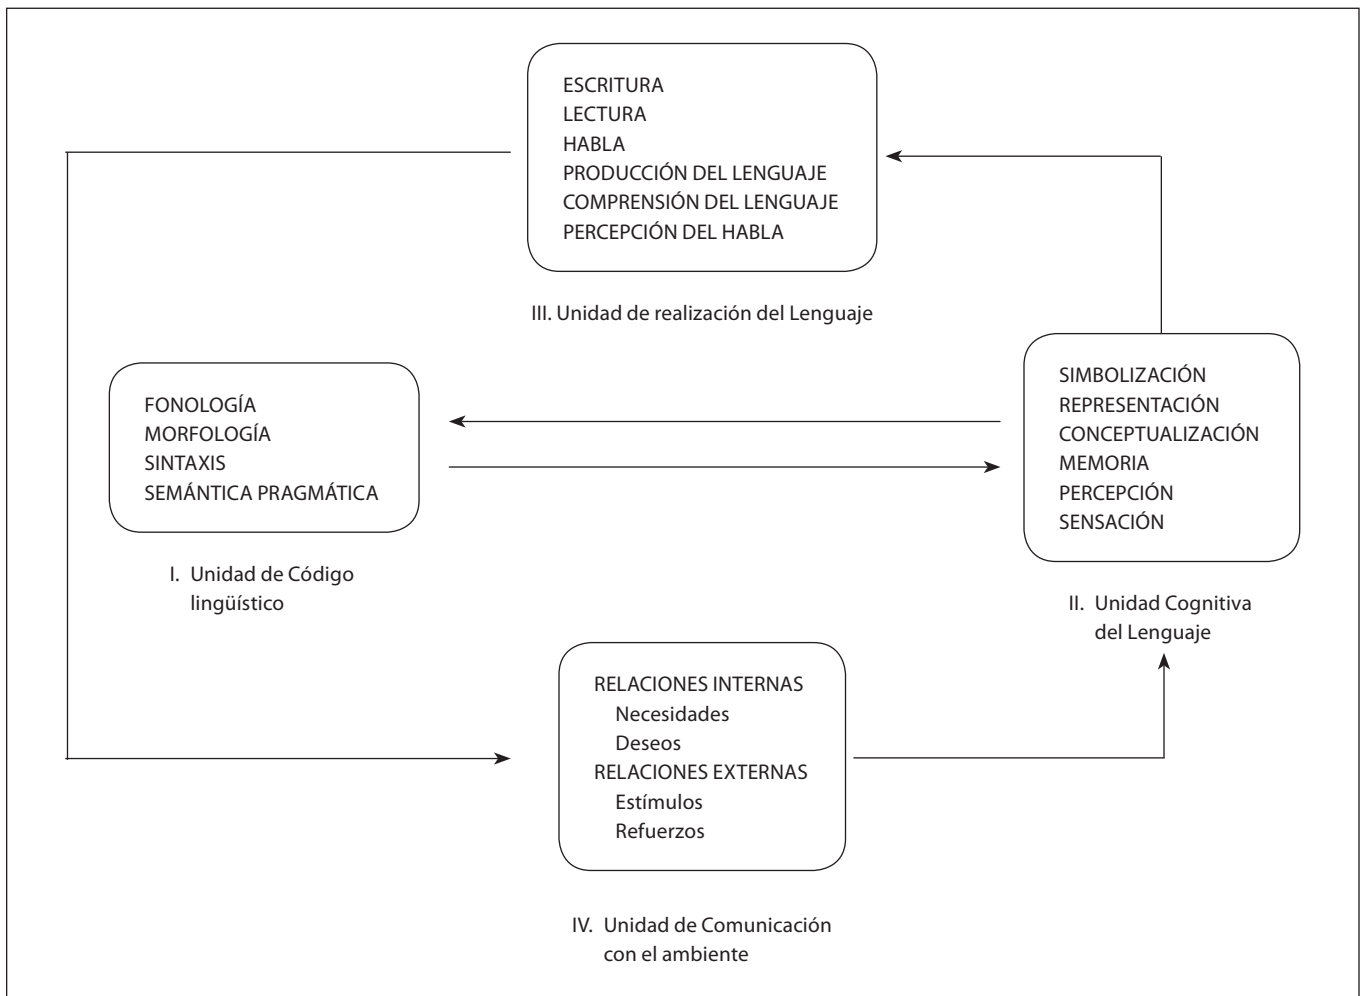 ESCRITURA
LECTURA
HABLA
PRODUCCIÓN DEL LENGUAJE
COMPRENSIÓN DEL LENGUAJE
PERCEPCIÓN DEL HABLA
III. Unidad de realización del Lenguaje
FONOLOGÍA
MORFOLOGÍA
SINTAXIS
SEMÁNTICA PRAGMÁTICA
I. Unidad de Código
lingüístico
SIMBOLIZACIÓN
REPRESENTACIÓN
CONCEPTUALIZACIÓN
MEMORIA
PERCEPCIÓN
SENSACIÓN
II. Unidad Cognitiva
del Lenguaje
RELACIONES INTERNAS
Necesidades
Deseos
RELACIONES EXTERNAS
Estímulos
Refuerzos
IV. Unidad de Comunicación
con el ambiente